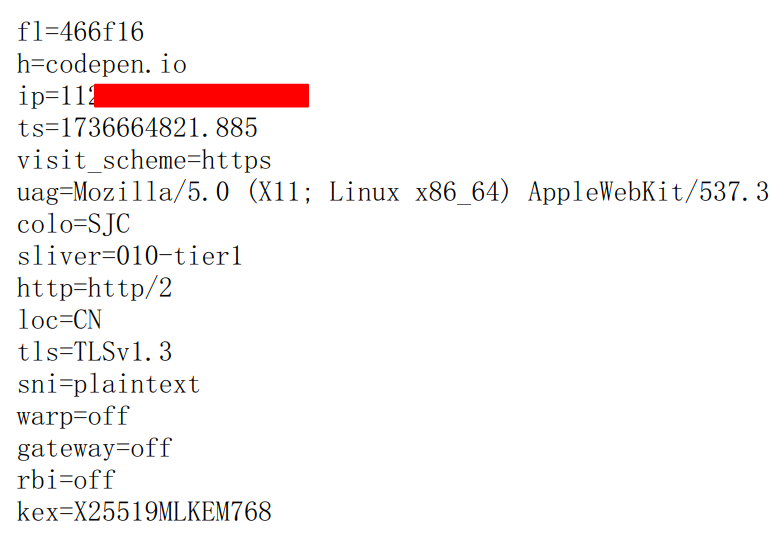 fl=466f16
h=codepen.io
ip=112
ts=1736664821.885
visit_scheme=https
uag=Mozilla/5.0 (X11; Linux x86_64) AppleWebKit/537.3
colo=SJC
sliver=010-tier1
http=http/2
loc=CN
tls=TLSv1.3
sni=plaintext
warp=off
gateway=off
rbi=off
kex=X25519MLKEM768